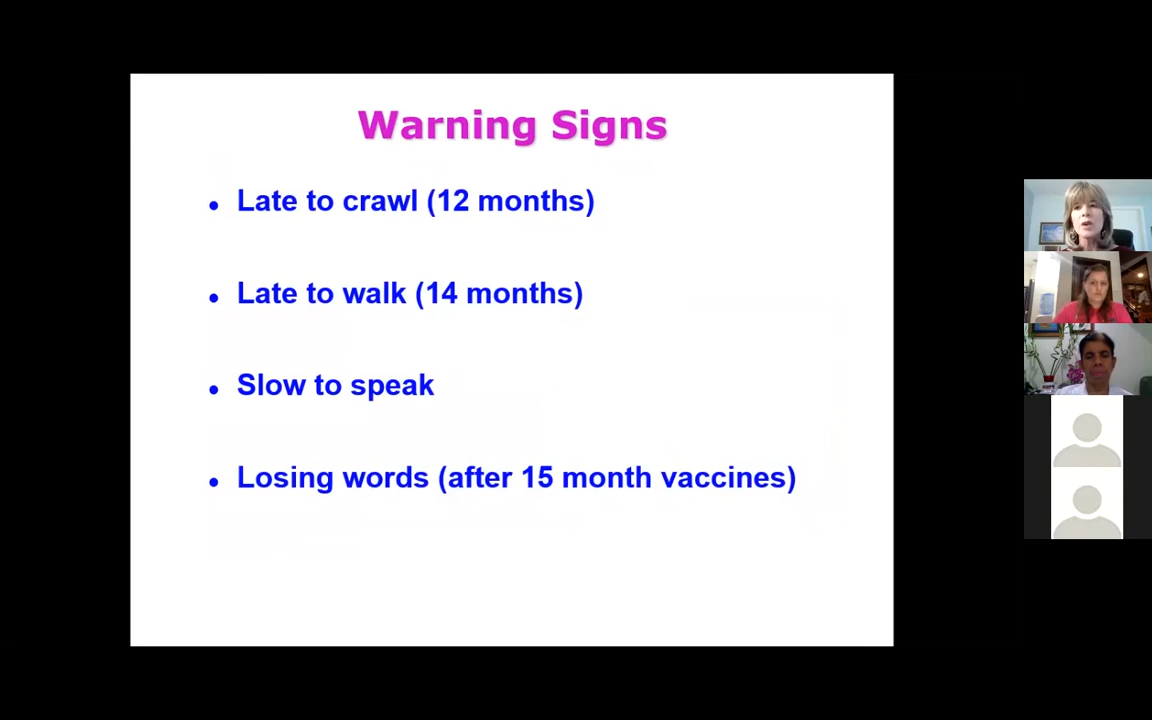 Warning Signs
• Late to crawl (12 months)
• Late to walk (14 months)
• Slow to speak
• Losing words (after 15 month vaccines)